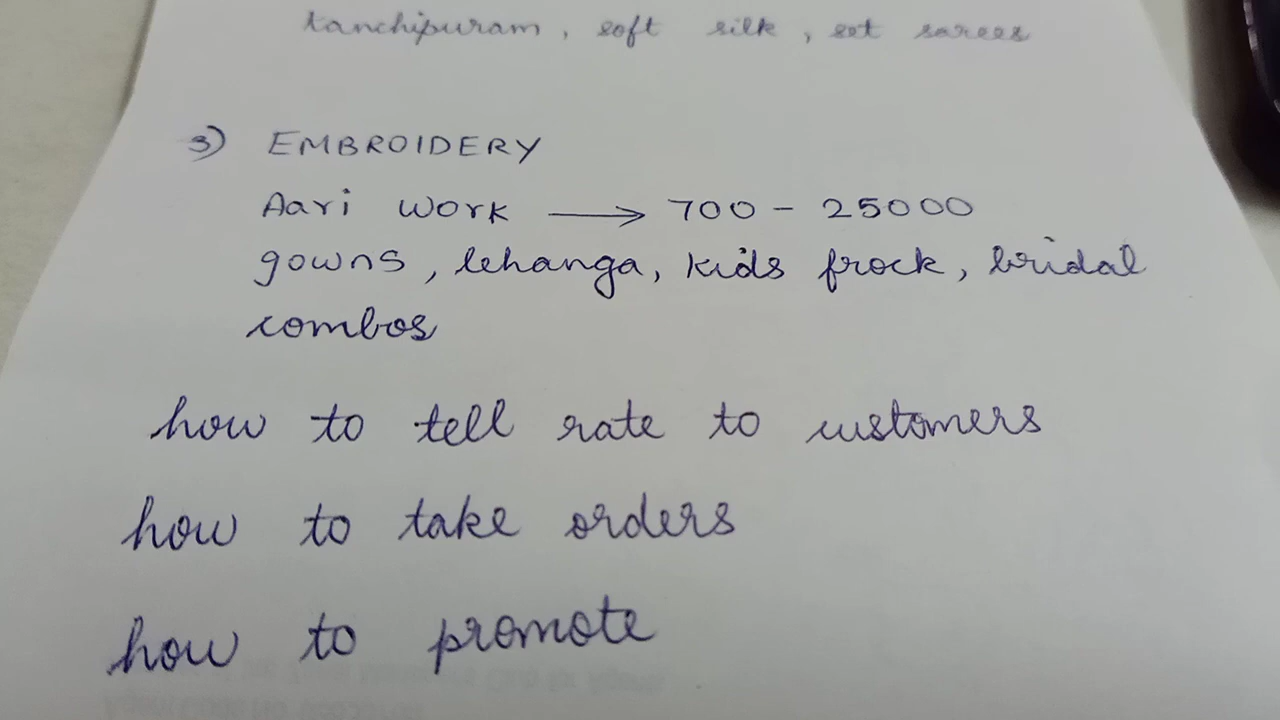 kanchipuram, soft silk, set sarees
3) EMBROIDERY
Aari work → 700 - 25000
gowns, lehanga, kids frock, bridal
combos
how to tell rate to customers
how to take orders
how to promote